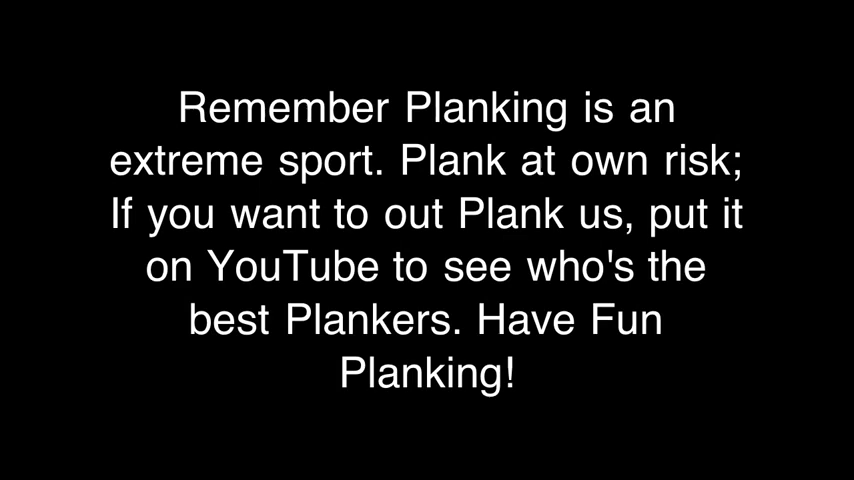 Remember Planking is an
extreme sport. Plank at own risk;
If you want to out Plank us, put it
on YouTube to see who's the
best Plankers. Have Fun
Planking!